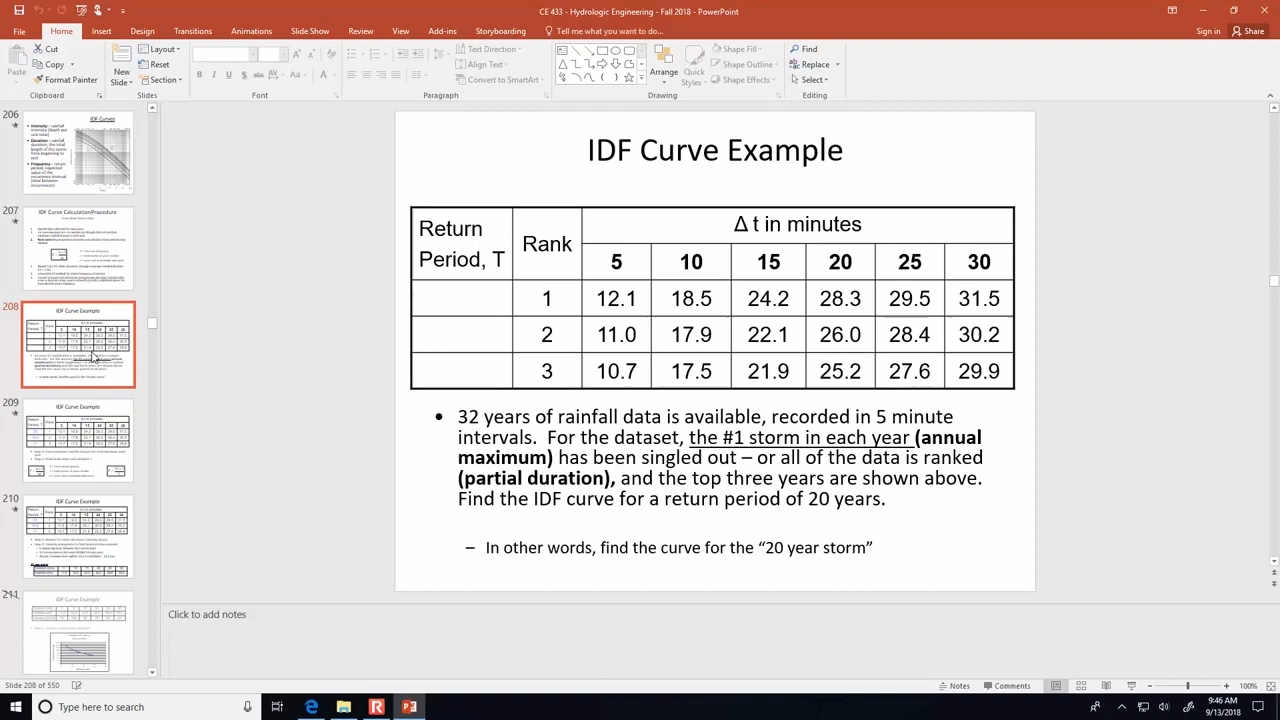 CE 433 - Hydrologic Engineering - Fall 2018 - PowerPoint
File Home Insert Design Transitions Animations Slide Show Review View Add-ins Storyboarding Tell me what you want to do... Sign in Share
Paste
Cut
Copy
Format Painter
Clipboard
New
Slide
Layout
Reset
Section
Slides
Font
Text Direction
Align Text
Convert to SmartArt
Paragraph
Arrange
Quick
Styles
Shape Fill
Shape Outline
Shape Effects
Drawing
Find
Replace
Select
Editing
206
IDF Curves
207
IDF Curve CalculationProcedure
208
IDF Curve Example
209
IDF Curve Example
210
IDF Curve Example
211
IDF Curve Example
Return
Period, T
Rank
Δ t in minutes
5 10 15 20 25 30
1 12.1 18.5 24.2 28.3 29.5 31.5
2 11.0 17.9 22.1 26.0 28.4 30.2
3 10.7 17.5 21.9 25.2 27.6 29.9
• 32 years of rainfall data is available, recorded in 5 minute
intervals. For the dataset, the #1 storm in each year (annual
maximum) has been singled out – or all of the data is ranked
(partial duration), and the top three years are shown above.
Find the IDF curve for a return period of 20 years.
– In other words, find the curve for the "20 year storm”
Click to add notes
Slide 208 of 550
Notes Comments 100%
Type here to search
9:46 AM
9/13/2018